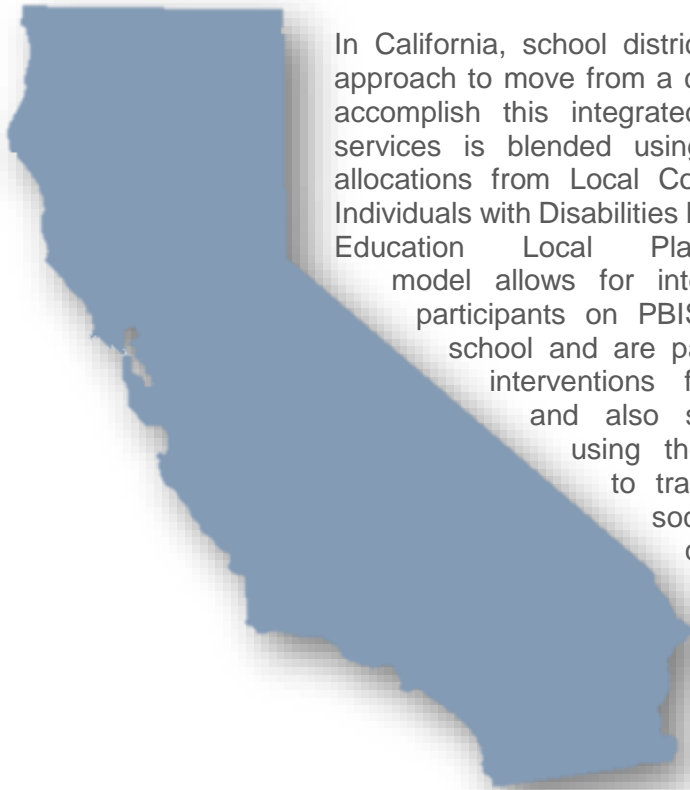 In California, school distric
approach to move from a c
accomplish this integrated
services is blended using
allocations from Local Co
Individuals with Disabilities
Education Local Pla
model allows for int
participants on PBIS
school and are pa
interventions f
and also s
using th
to tra
soc